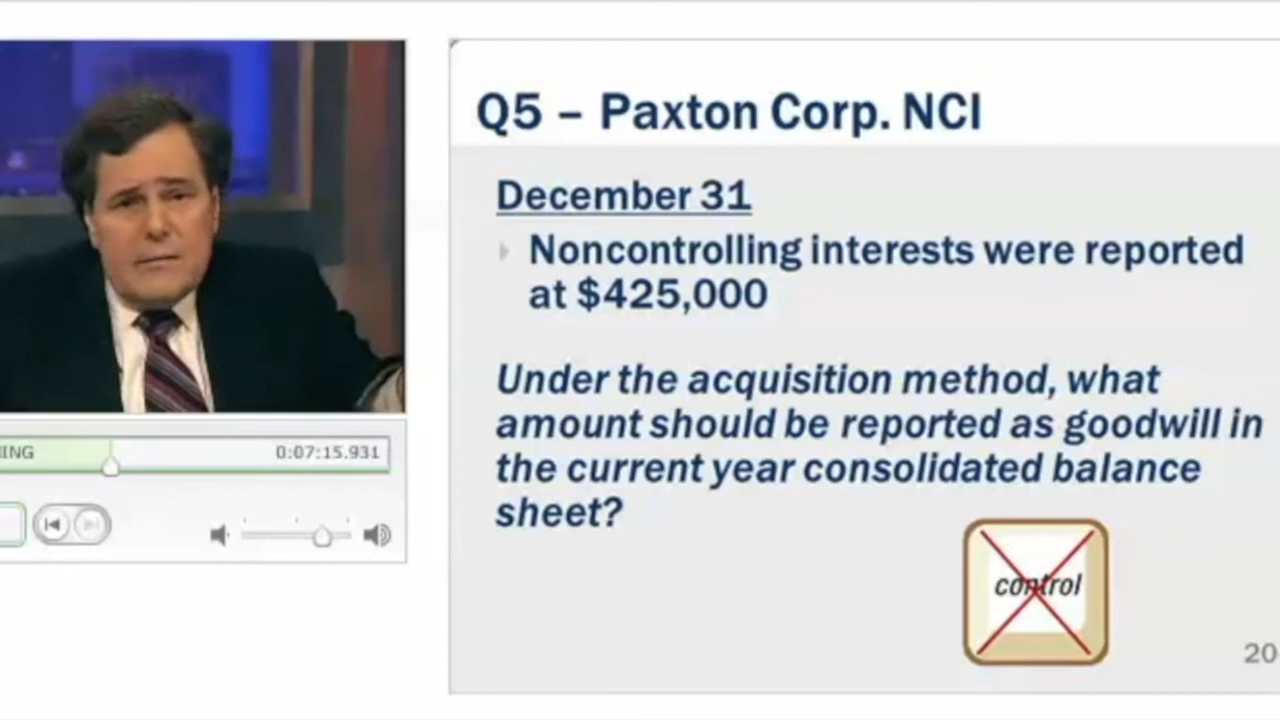 Q5 – Paxton Corp. NCI
December 31
Noncontrolling interests were reported
at $425,000
Under the acquisition method, what
amount should be reported as goodwill in
the current year consolidated balance
sheet?
control
20
ING
0:07:15.931